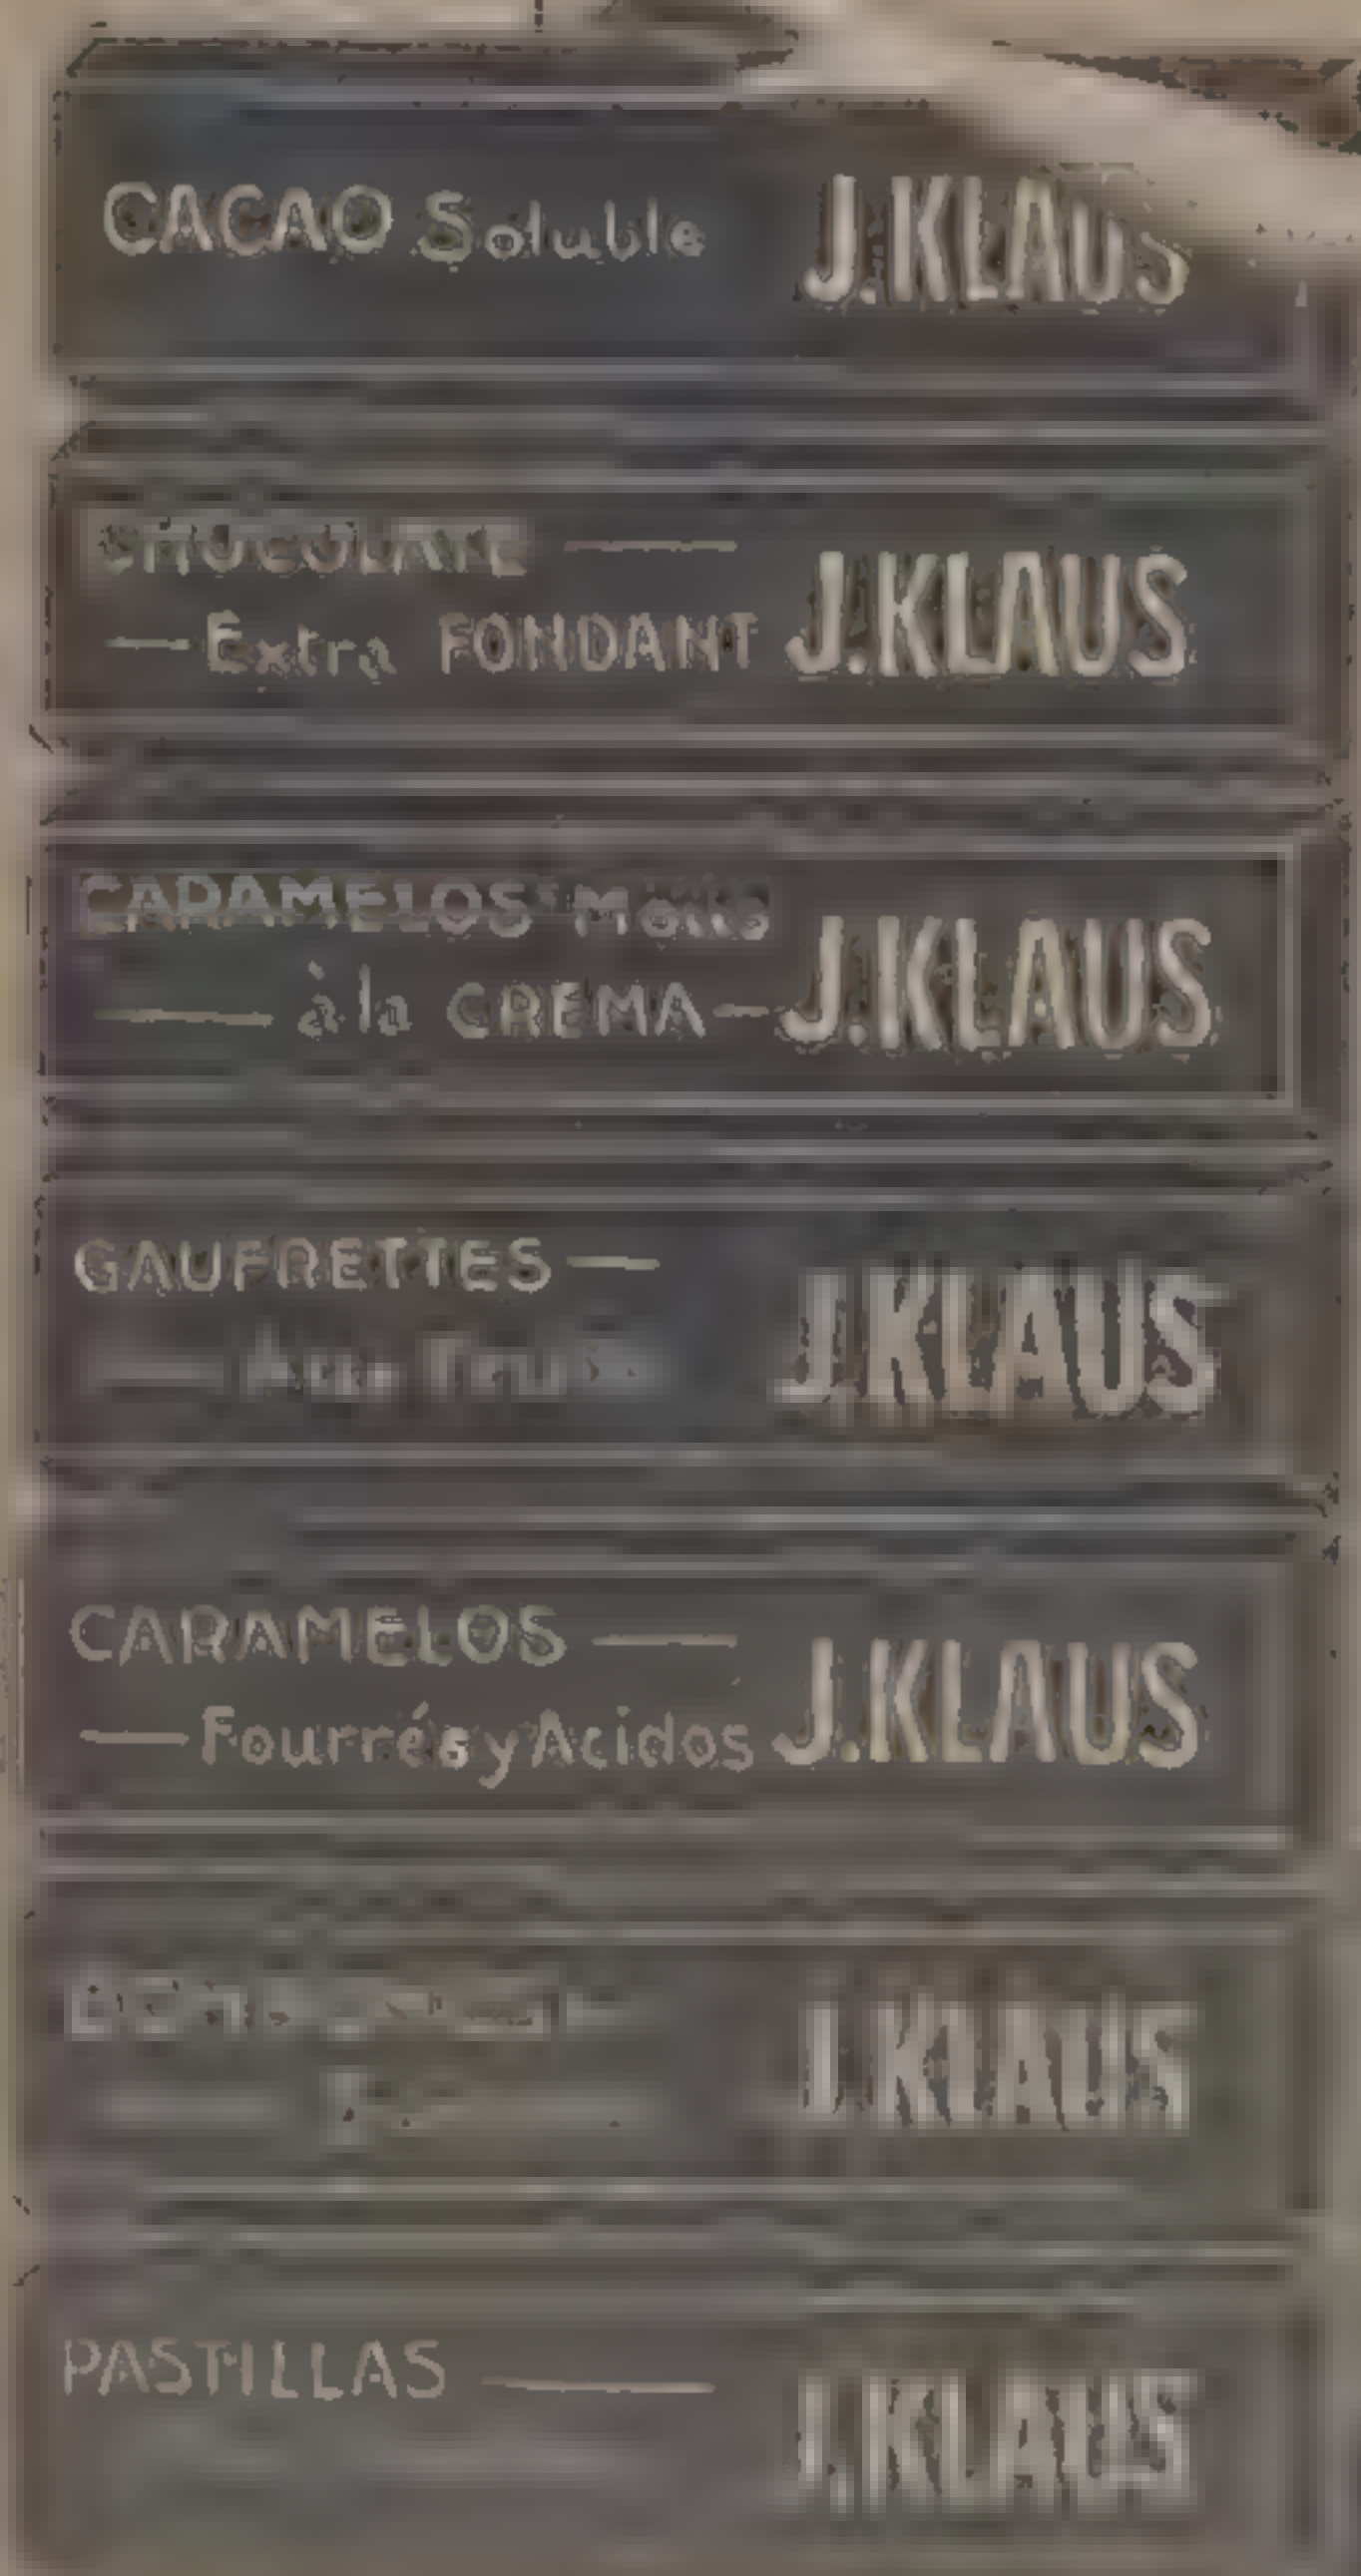 CACAO Soluble J.KLAUS
CHOCOLATE
Extra FONDANT J.KLAUS
CARAMELOS Mous
à la CREMA J.KLAUS
GAUFRETTES J.KLAUS
CARAMELOS
Fourrés y Acidos J.KLAUS
J.KLAUS
PASTILLAS J.KLAUS